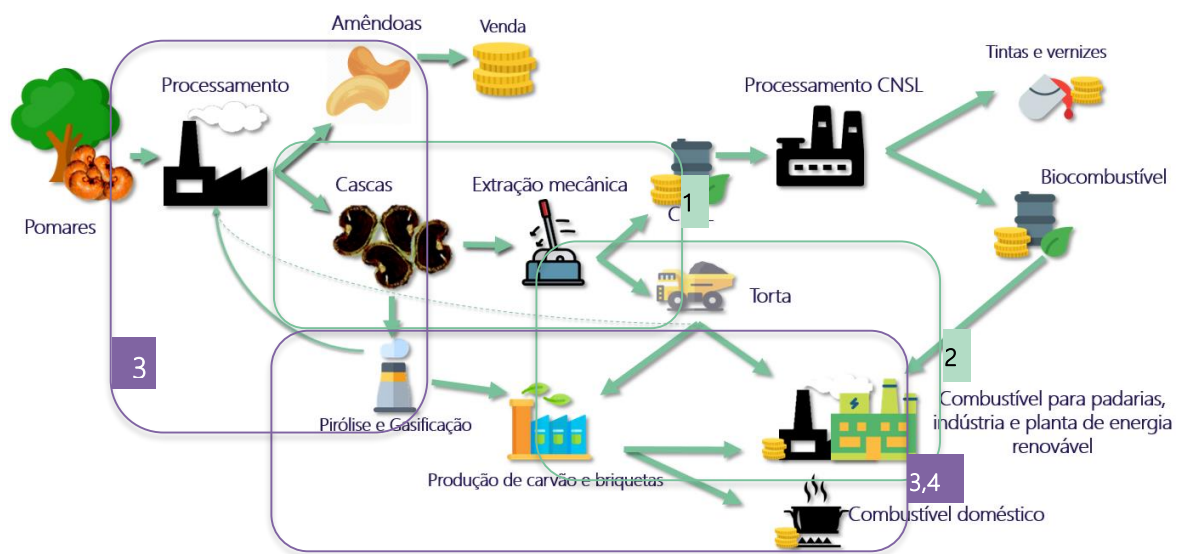 Amêndoas
Venda
Tintas e vernizes
Processamento
Processamento CNSL
Cascas
Extração mecânica
1
Biocombustível
Pomares
Torta
3
2
Pirólise e Gasificação
Combustível para padarias,
indústria e planta de energia
renovável
Produção de carvão e briquetas
3,4
Combustível doméstico